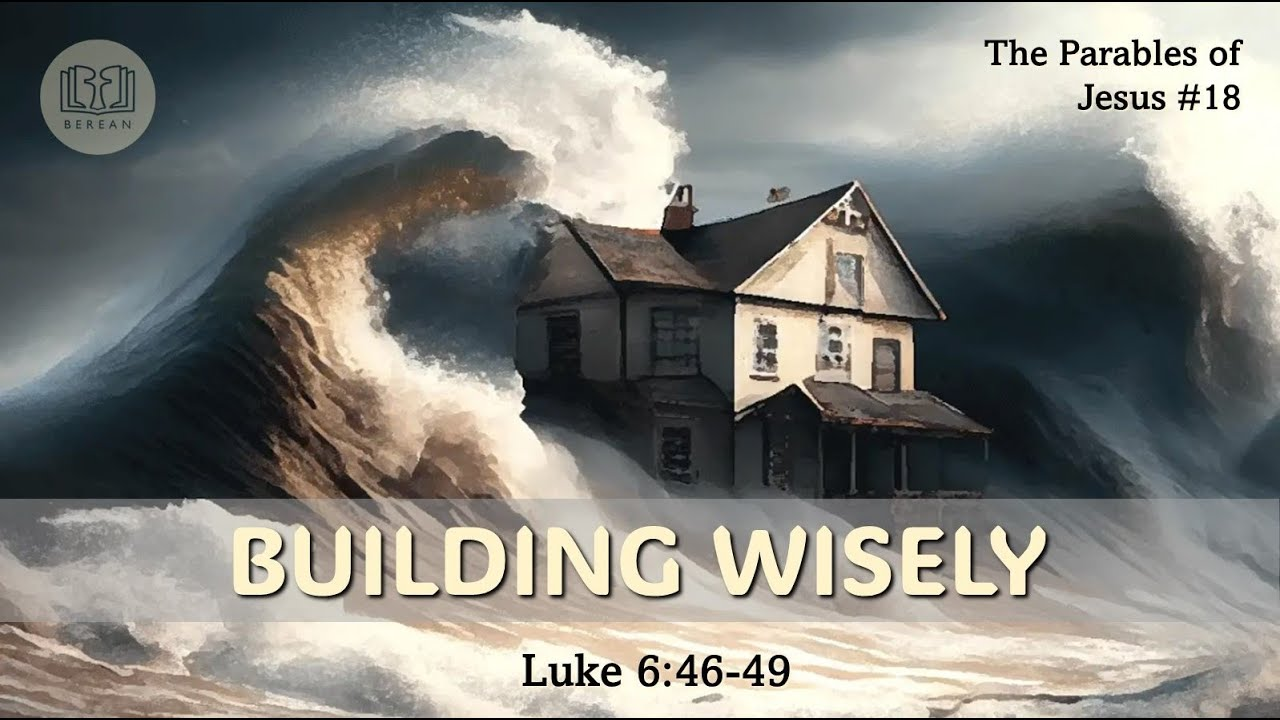 BEREAN
The Parables of
Jesus #18
BUILDING WISELY
Luke 6:46-49